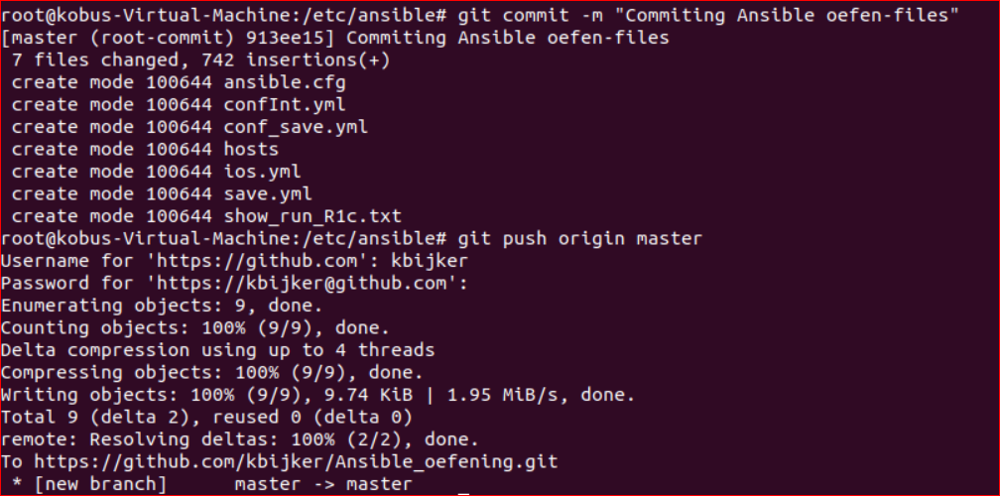 root@kobus-Virtual-Machine:/etc/ansible# git commit -m "Commiting Ansible oefen-files"
[master (root-commit) 913ee15] Commiting Ansible oefen-files
 7 files changed, 742 insertions(+)
 create mode 100644 ansible.cfg
 create mode 100644 confInt.yml
 create mode 100644 conf_save.yml
 create mode 100644 hosts
 create mode 100644 ios.yml
 create mode 100644 save.yml
 create mode 100644 show_run_R1c.txt
root@kobus-Virtual-Machine:/etc/ansible# git push origin master
Username for 'https://github.com': kbijker
Password for 'https://kbijker@github.com':
Enumerating objects: 9, done.
Counting objects: 100% (9/9), done.
Delta compression using up to 4 threads
Compressing objects: 100% (9/9), done.
Writing objects: 100% (9/9), 9.74 KiB | 1.95 MiB/s, done.
Total 9 (delta 2), reused 0 (delta 0)
remote: Resolving deltas: 100% (2/2), done.
To https://github.com/kbijker/Ansible_oefening.git
 * [new branch]      master -> master